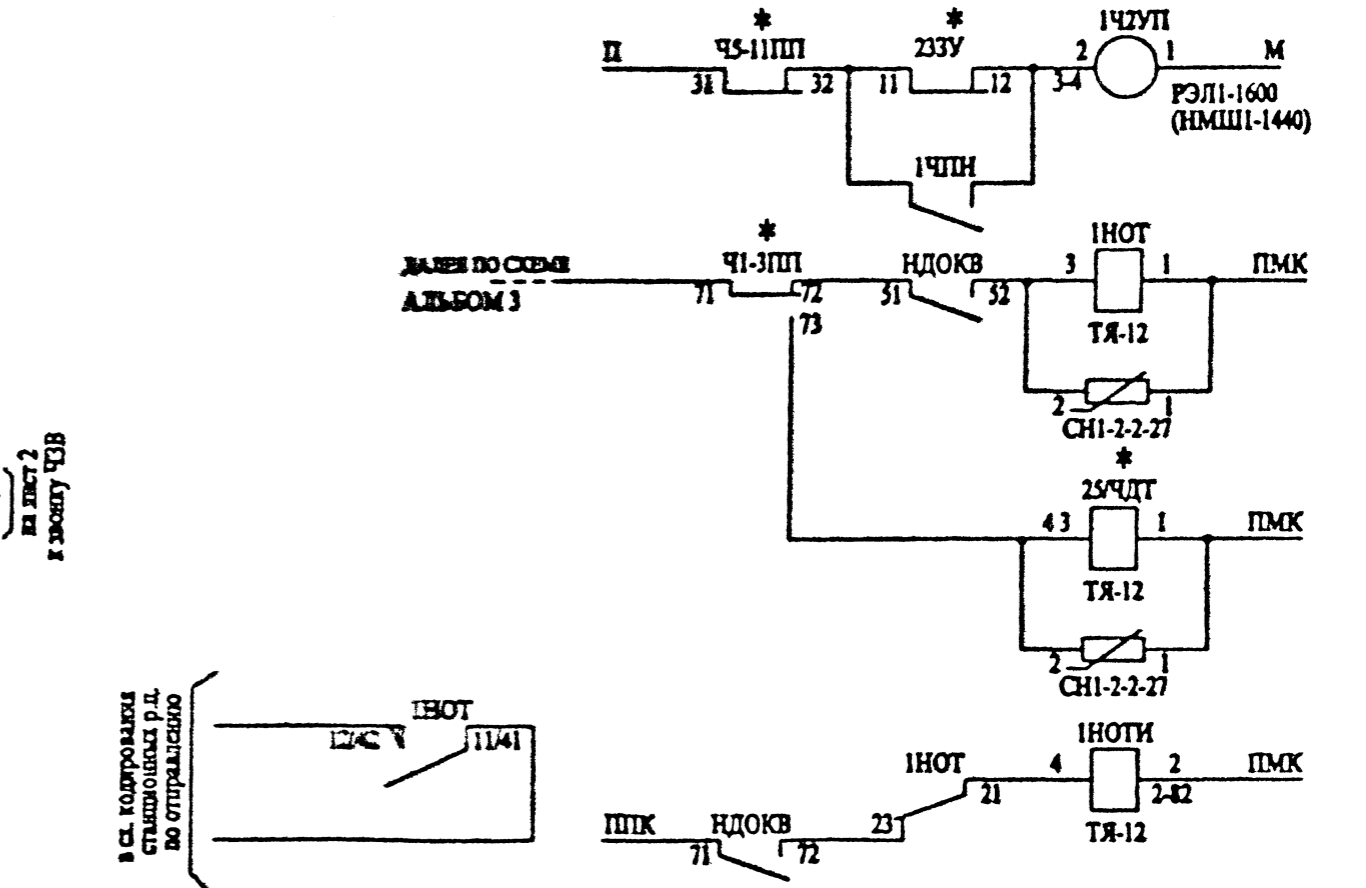 * * 1Ч2УП
П Ч5-11ПП 233У 2 1 М
31 32 11 12 3-4
РЭЛ1-1600
(НМШ1-1440)
1ЧПН
* 1НОТ
ДАЛЕЕ ПО СХЕМЕ Ч1-3ПП НДОКВ 3 1 ПМК
АЛЬБОМ 3 71 72 51 52
73 ТЯ-12
2 1
СН1-2-2-27
на лист 2
к звонку ЧЗВ
*
25/ЧДТ
4 3 1 ПМК
ТЯ-12
2 1
СН1-2-2-27
в сх. кодирования
станционных р.ц.
по отправлению
1НОТ
12/42 11/41
1НОТИ
1НОТ 4 2 ПМК
21 2-82
ППК НДОКВ 23
71 72 ТЯ-12